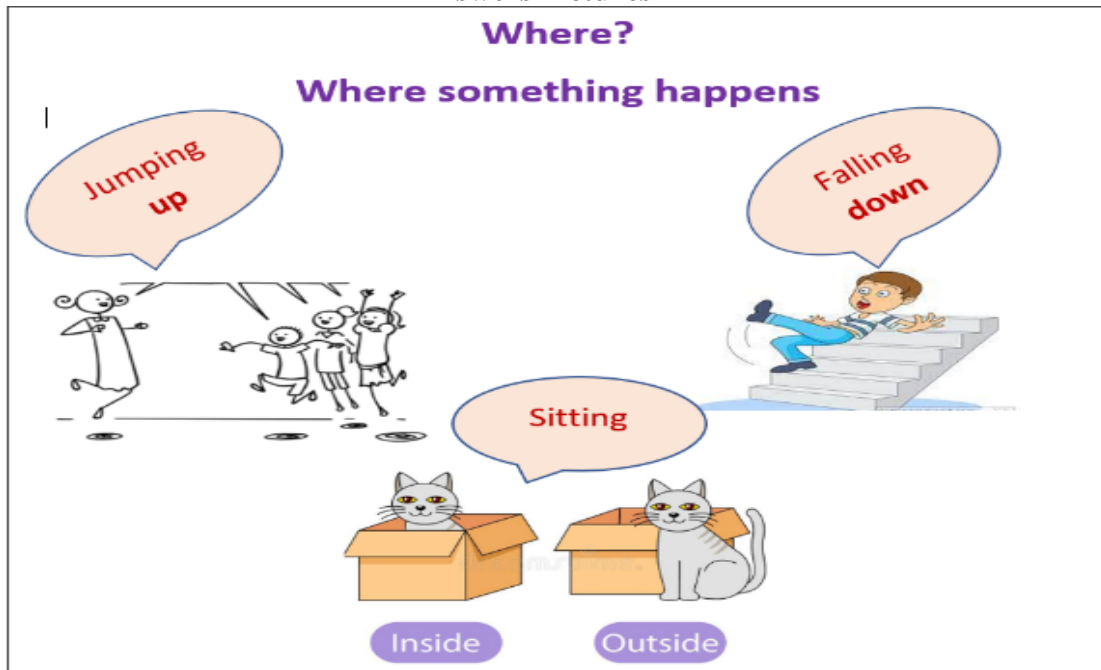 Where?
Where something happens
Jumping
up
Falling
down
Sitting
Inside
Outside